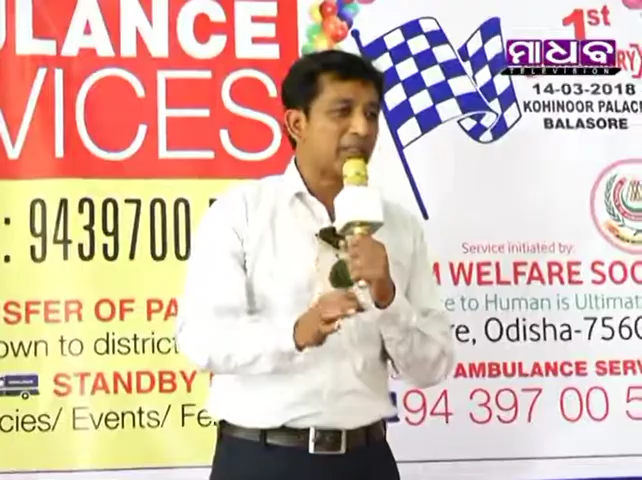 ULANCE
VICES
: 9439700
SFER OF PA
own to district
STANDBY
cies/ Events/ Fe
1st
ମାଧବ
TELEVISION
14-03-2018
KOHINOOR PALAC
BALASORE
Service initiated by:
M WELFARE SOC
e to Human is Ultimat
re, Odisha-7560
AMBULANCE SERV
94 397 00 5